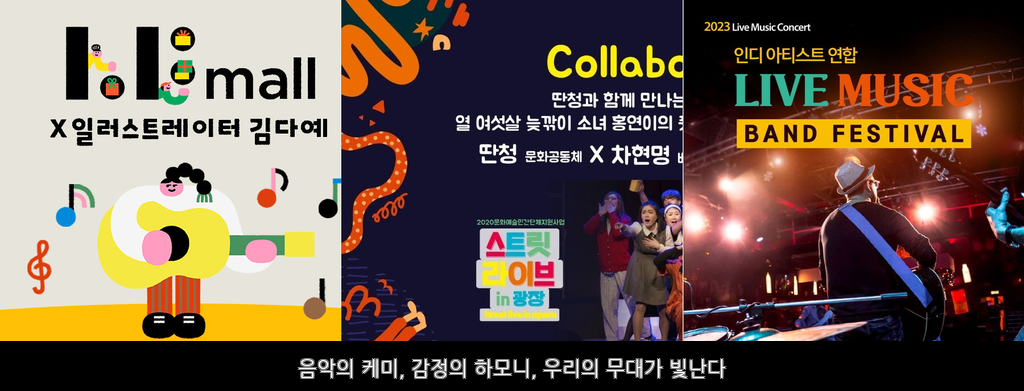 mall
X 일러스트레이터 김다예
Collabo
딴청과 함께 만나는
열 여섯살 늦깎이 소녀 홍연이의
딴청 문화공동체 X 차현명
2020문화예술민간단체지원사업
스트릿
라이브
in 광장
2023 Live Music Concert
인디 아티스트 연합
LIVE MUSIC
BAND FESTIVAL
음악의 케미, 감정의 하모니, 우리의 무대가 빛난다